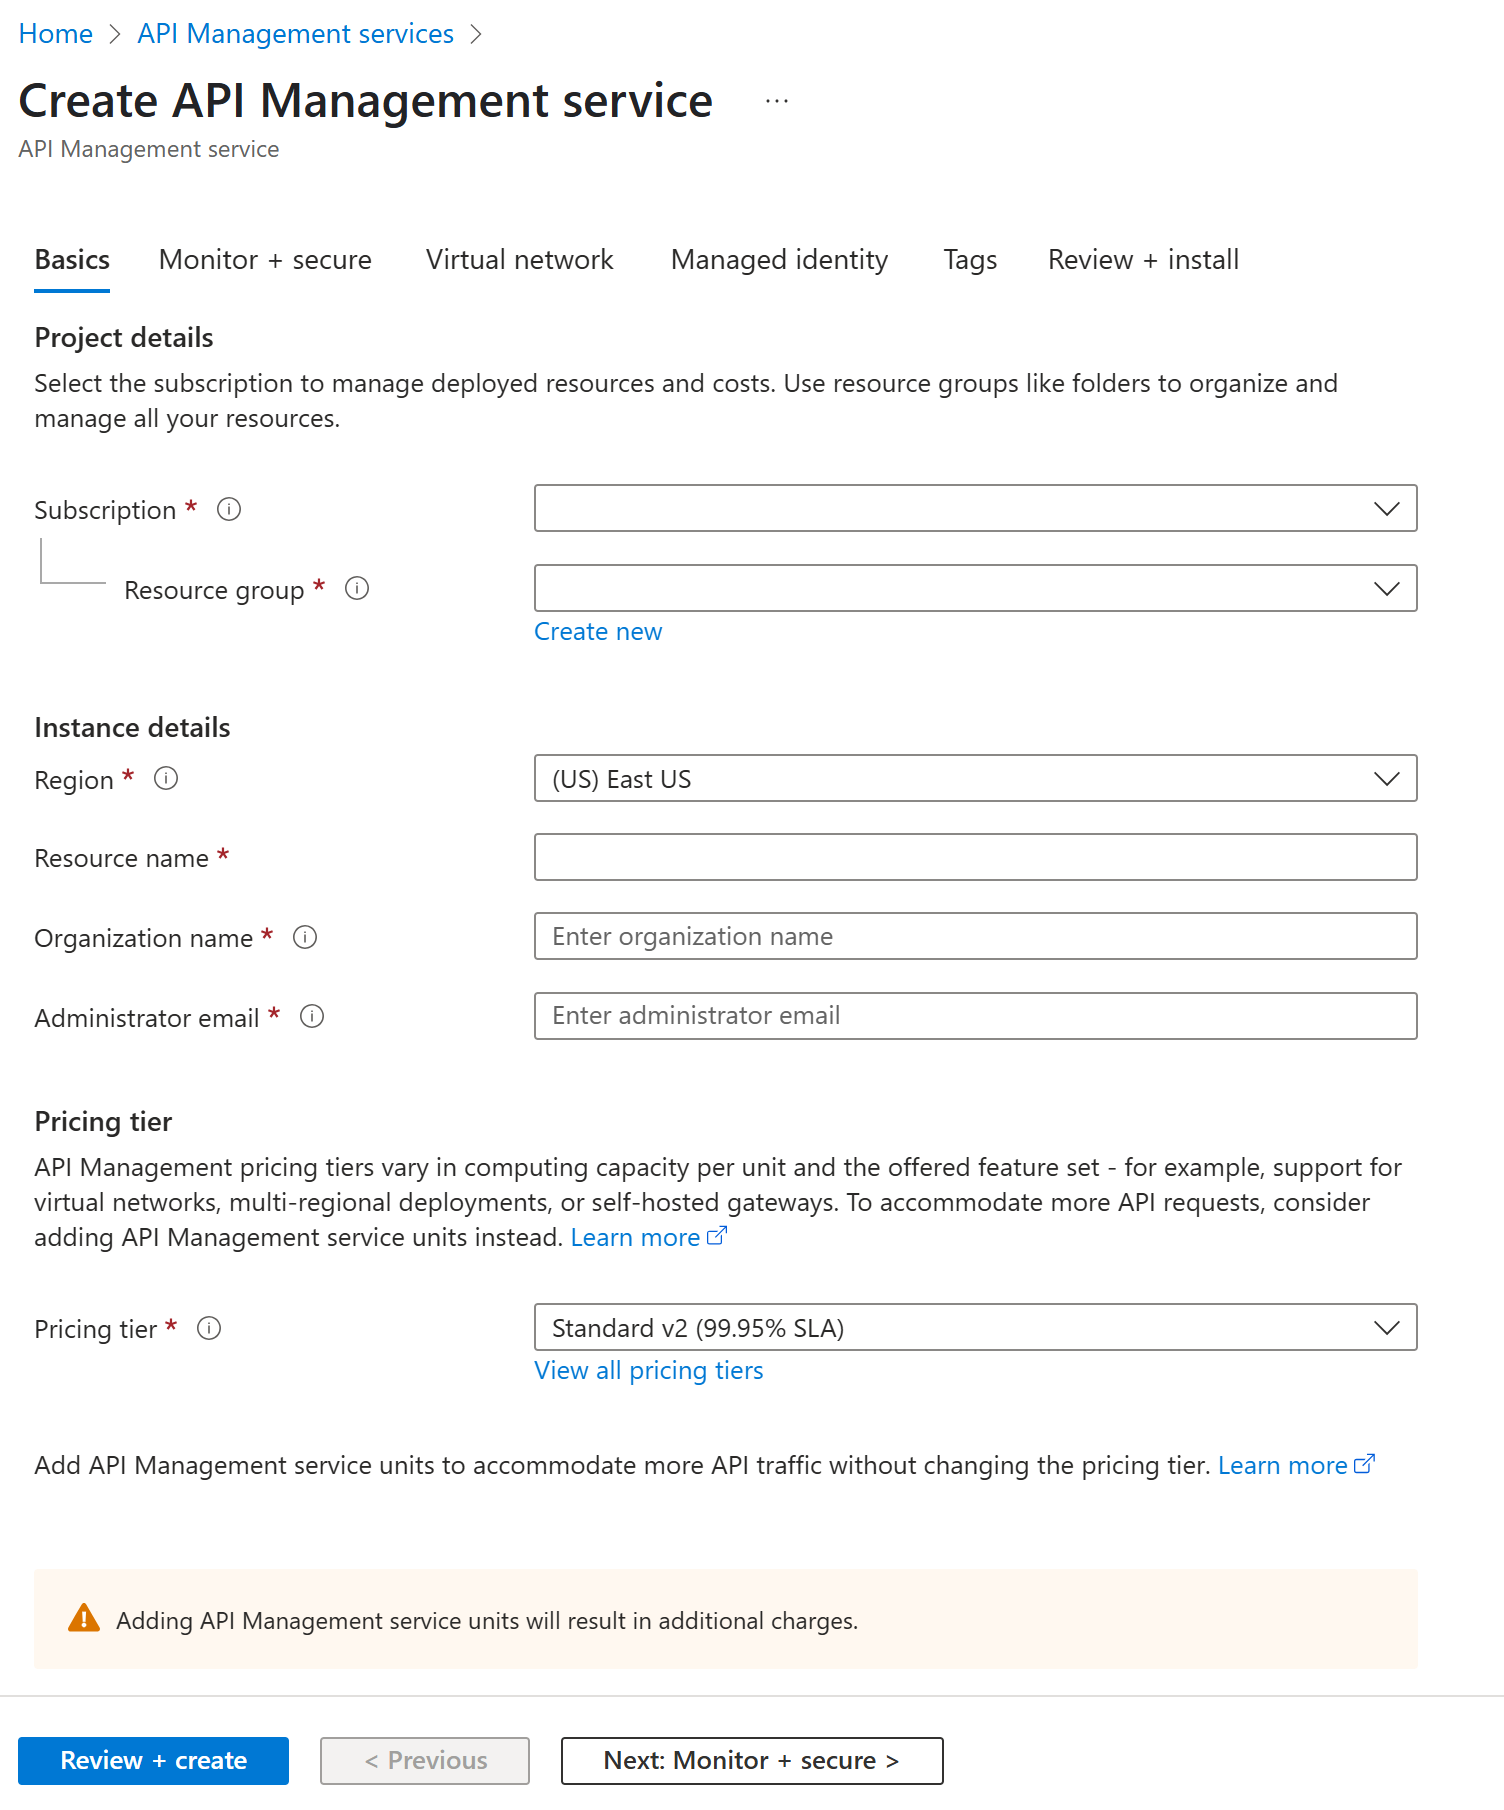 Home > API Management services >
Create API Management service ...
API Management service
Basics Monitor + secure Virtual network Managed identity Tags Review + install
Project details
Select the subscription to manage deployed resources and costs. Use resource groups like folders to organize and
manage all your resources.
Subscription *
Resource group *
Create new
Instance details
Region * (US) East US
Resource name *
Organization name * Enter organization name
Administrator email * Enter administrator email
Pricing tier
API Management pricing tiers vary in computing capacity per unit and the offered feature set - for example, support for
virtual networks, multi-regional deployments, or self-hosted gateways. To accommodate more API requests, consider
adding API Management service units instead. Learn more
Pricing tier * Standard v2 (99.95% SLA)
View all pricing tiers
Add API Management service units to accommodate more API traffic without changing the pricing tier. Learn more
Adding API Management service units will result in additional charges.
Review + create < Previous Next: Monitor + secure >